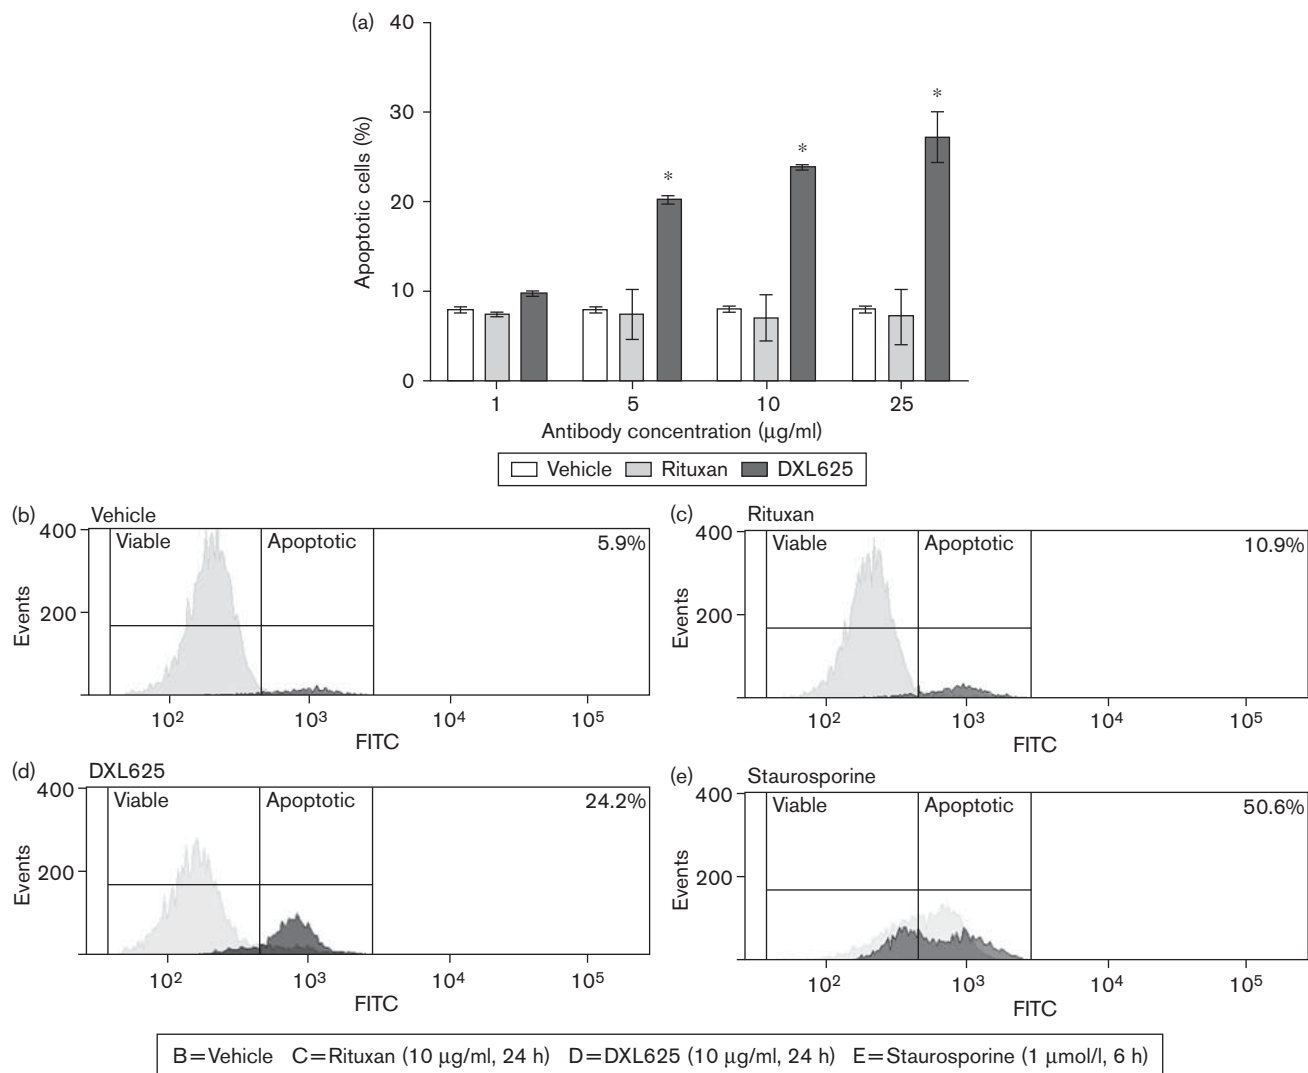 (a)
40
30
20
10
0
Apoptotic cells (%)
*
*
*
1 5 10 25
Antibody concentration (μg/ml)
Vehicle Rituxan DXL625
(b) Vehicle
400
200
Events
Viable Apoptotic 5.9%
10² 10³ 10⁴ 10⁵
FITC
(c) Rituxan
400
200
Events
Viable Apoptotic 10.9%
10² 10³ 10⁴ 10⁵
FITC
(d) DXL625
400
200
Events
Viable Apoptotic 24.2%
10² 10³ 10⁴ 10⁵
FITC
(e) Staurosporine
400
200
Events
Viable Apoptotic 50.6%
10² 10³ 10⁴ 10⁵
FITC
B=Vehicle C=Rituxan (10 μg/ml, 24 h) D=DXL625 (10 μg/ml, 24 h) E=Staurosporine (1 μmol/l, 6 h)